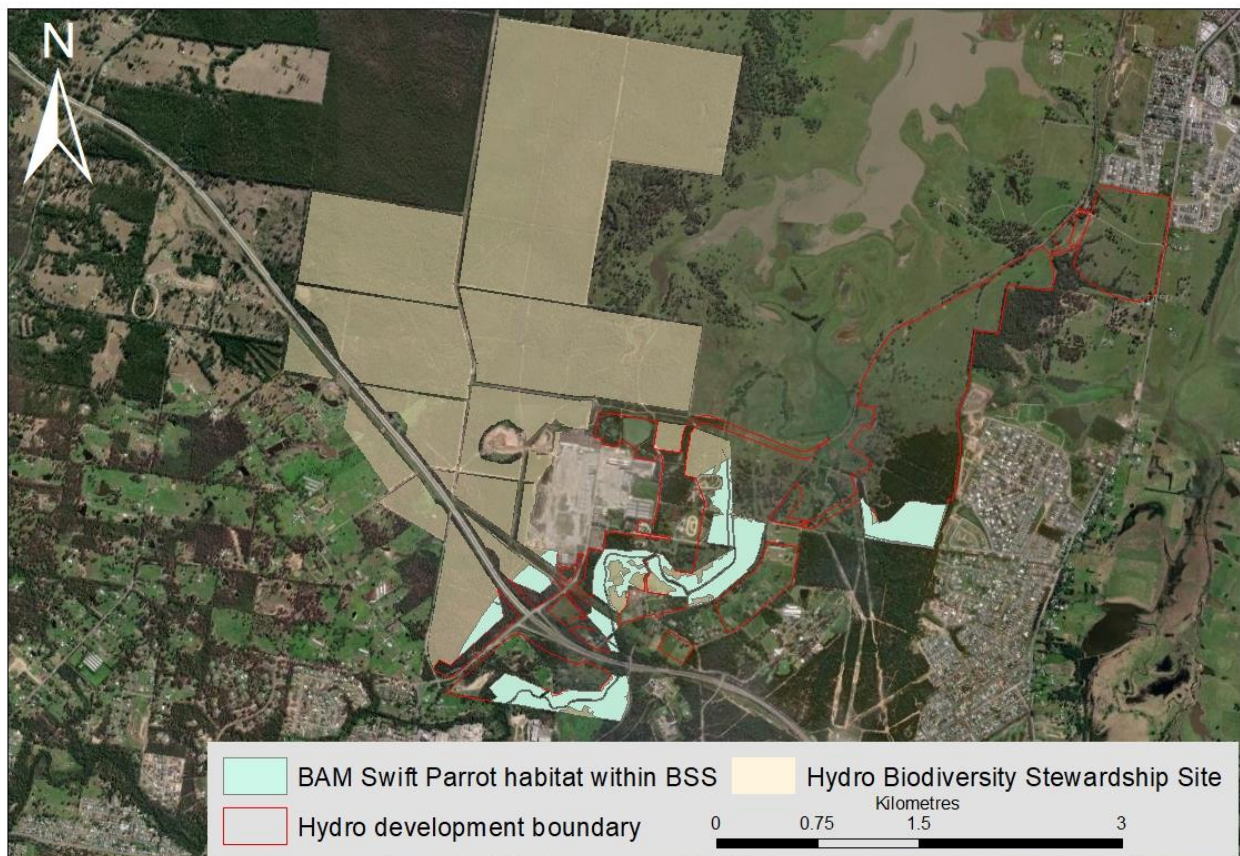 N
BAM Swift Parrot habitat within BSS
Hydro Biodiversity Stewardship Site
Hydro development boundary
Kilometres
0 0.75 1.5 3